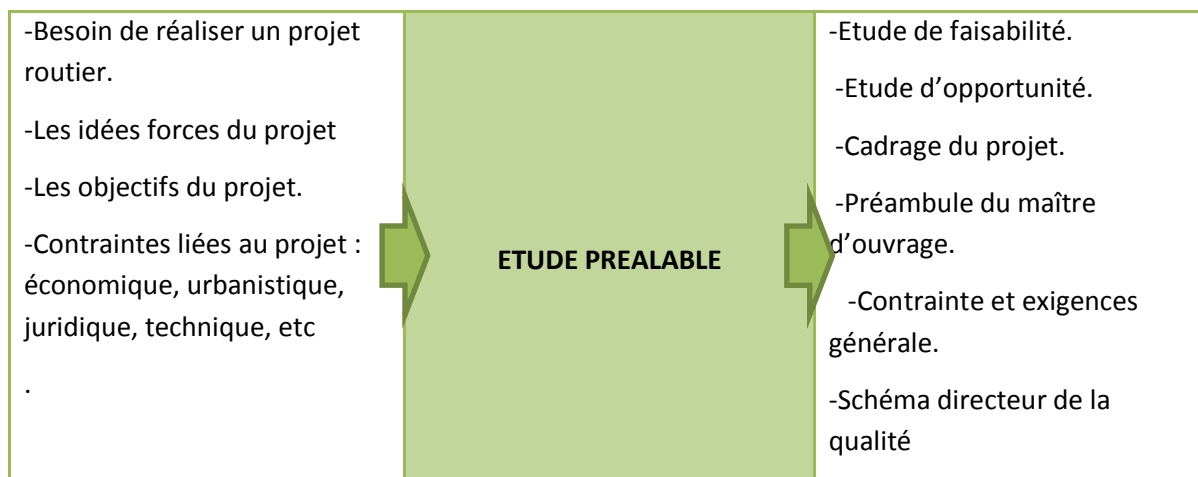 -Besoin de réaliser un projet
routier.
-Les idées forces du projet
-Les objectifs du projet.
-Contraintes liées au projet :
économique, urbanistique,
juridique, technique, etc
.
ETUDE PREALABLE
-Etude de faisabilité.
-Etude d’opportunité.
-Cadrage du projet.
-Préambule du maître
d’ouvrage.
-Contrainte et exigences
générale.
-Schéma directeur de la
qualité